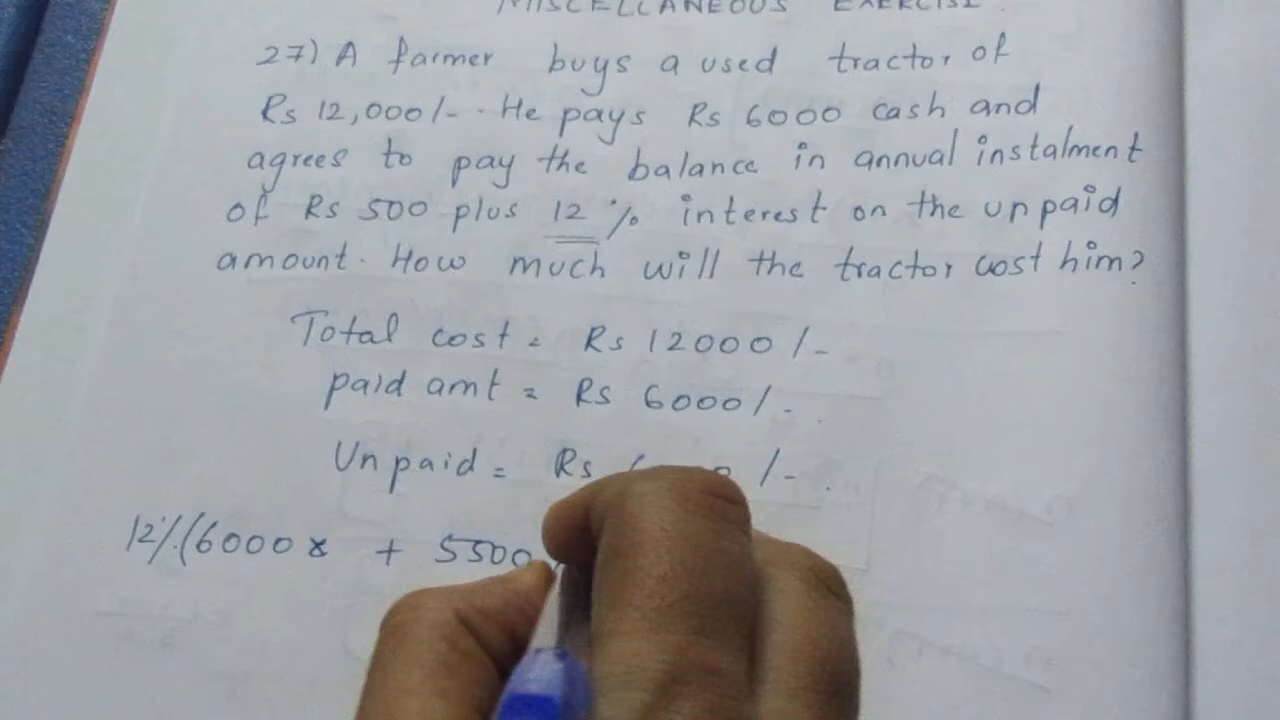 MISCELLANEOUS EXERCISE.
27) A farmer buys a used tractor of
Rs 12,000/-. He pays Rs 6000 cash and
agrees to pay the balance in annual instalment
of Rs 500 plus 12 % interest on the unpaid
amount. How much will the tractor cost him?
Total cost = Rs 12000/-
paid amt = Rs 6000/-.
Unpaid = Rs /-.
12%(6000 x + 5500